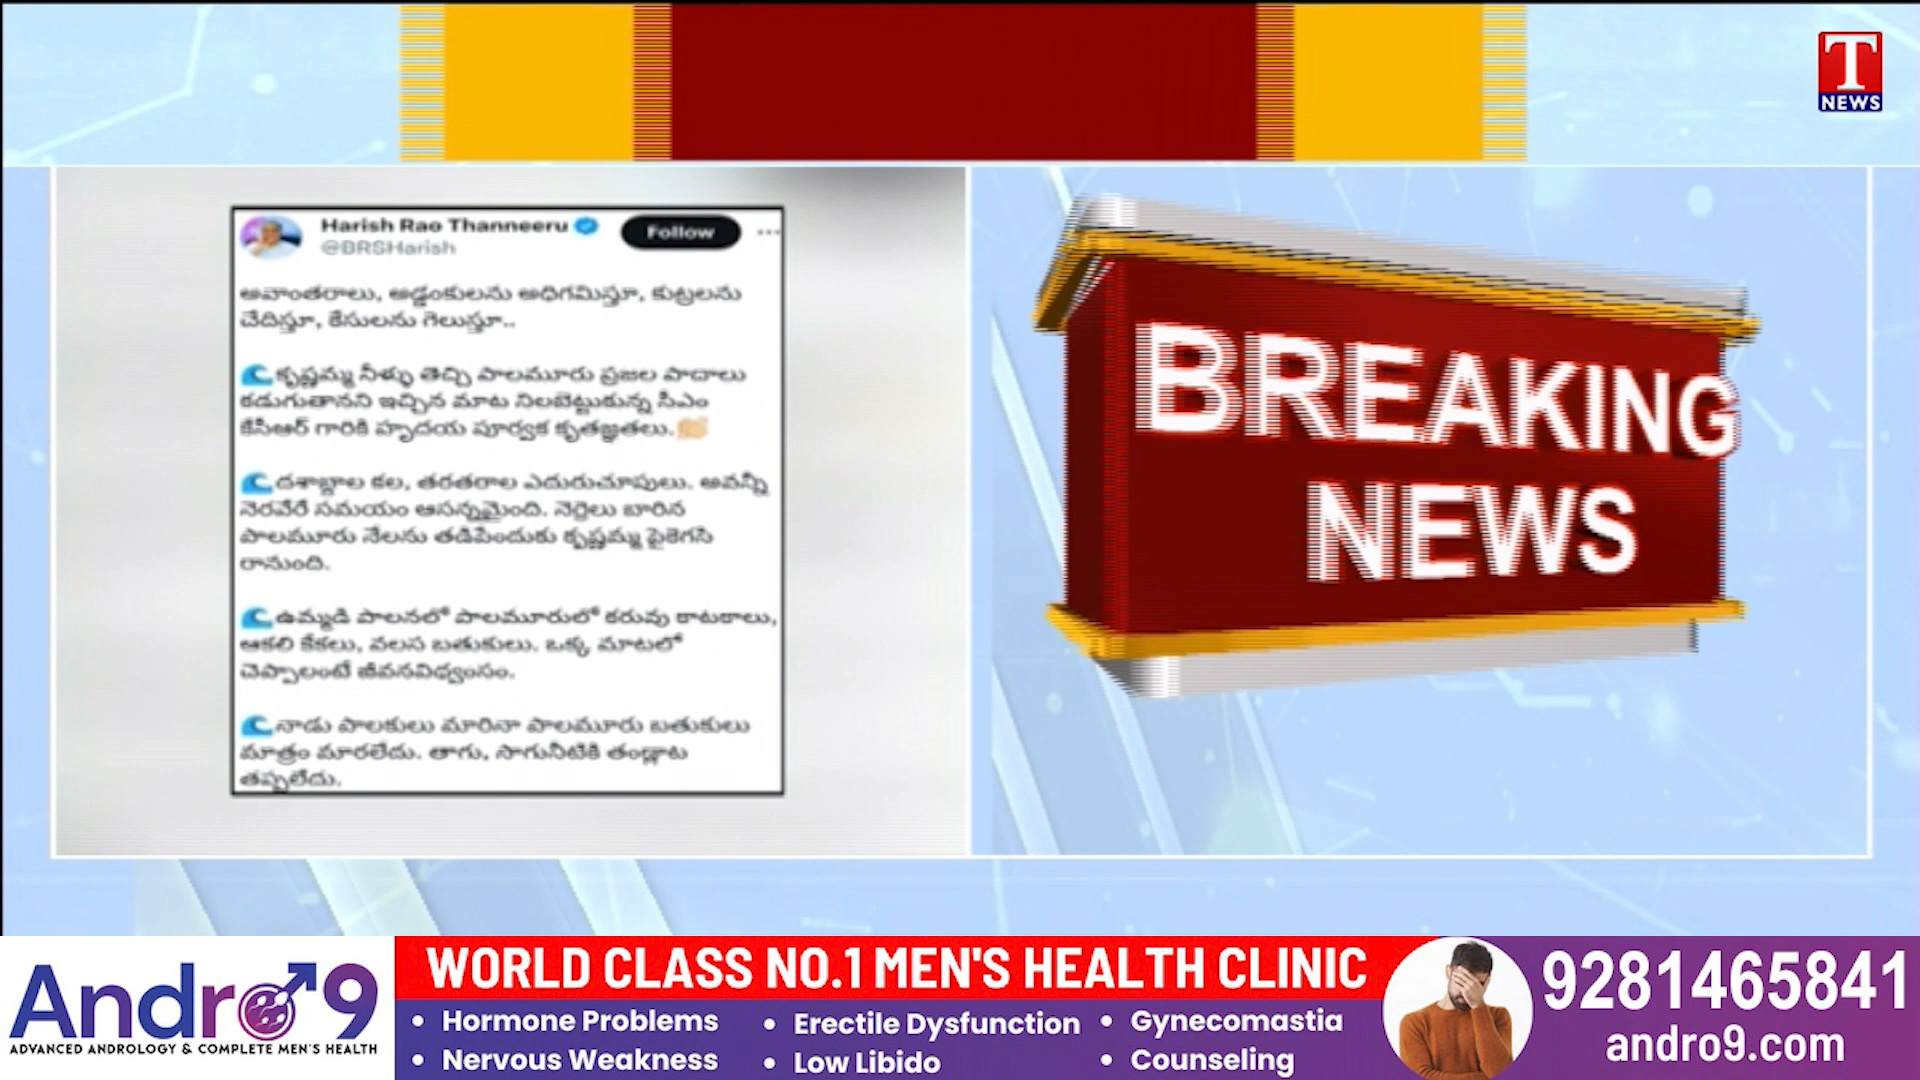 T
NEWS
Harish Rao Thanneeru
Follow
@BRSHarish
అవాంతరాలు, అడ్డంకులను అధిగమిస్తూ, కుట్రలను
చేదిస్తూ, కేసులను గెలుస్తూ..
కృష్ణమ్మ నీళ్ళు తెచ్చి పాలమూరు ప్రజల పాదాలు
కడుగుతానని ఇచ్చిన మాట నిలబెట్టుకున్న సీఎం
కేసీఆర్ గారికి హృదయ పూర్వక కృతజ్ఞతలు.
దశాబ్దాల కల, తరతరాల ఎదురుచూపులు. అవన్నీ
నెరవేరే సమయం ఆసన్నమైంది. నెర్రెలు బారిన
పాలమూరు నేలను తడిపేందుకు కృష్ణమ్మ పైకెగసి
రానుంది.
ఉమ్మడి పాలనలో పాలమూరులో కరువు కాటకాలు,
ఆకలి కేకలు, వలస బతుకులు. ఒక్క మాటలో
చెప్పాలంటే జీవనవిధ్వంసం.
నాడు పాలకులు మారినా పాలమూరు బతుకులు
మాత్రం మారలేదు. తాగు, సాగునీటికి తండ్లాట
తప్పలేదు.
BREAKING
NEWS
Andro9
ADVANCED ANDROLOGY & COMPLETE MEN'S HEALTH
WORLD CLASS NO.1 MEN'S HEALTH CLINIC
• Hormone Problems • Erectile Dysfunction • Gynecomastia
• Nervous Weakness • Low Libido • Counseling
9281465841
andro9.com